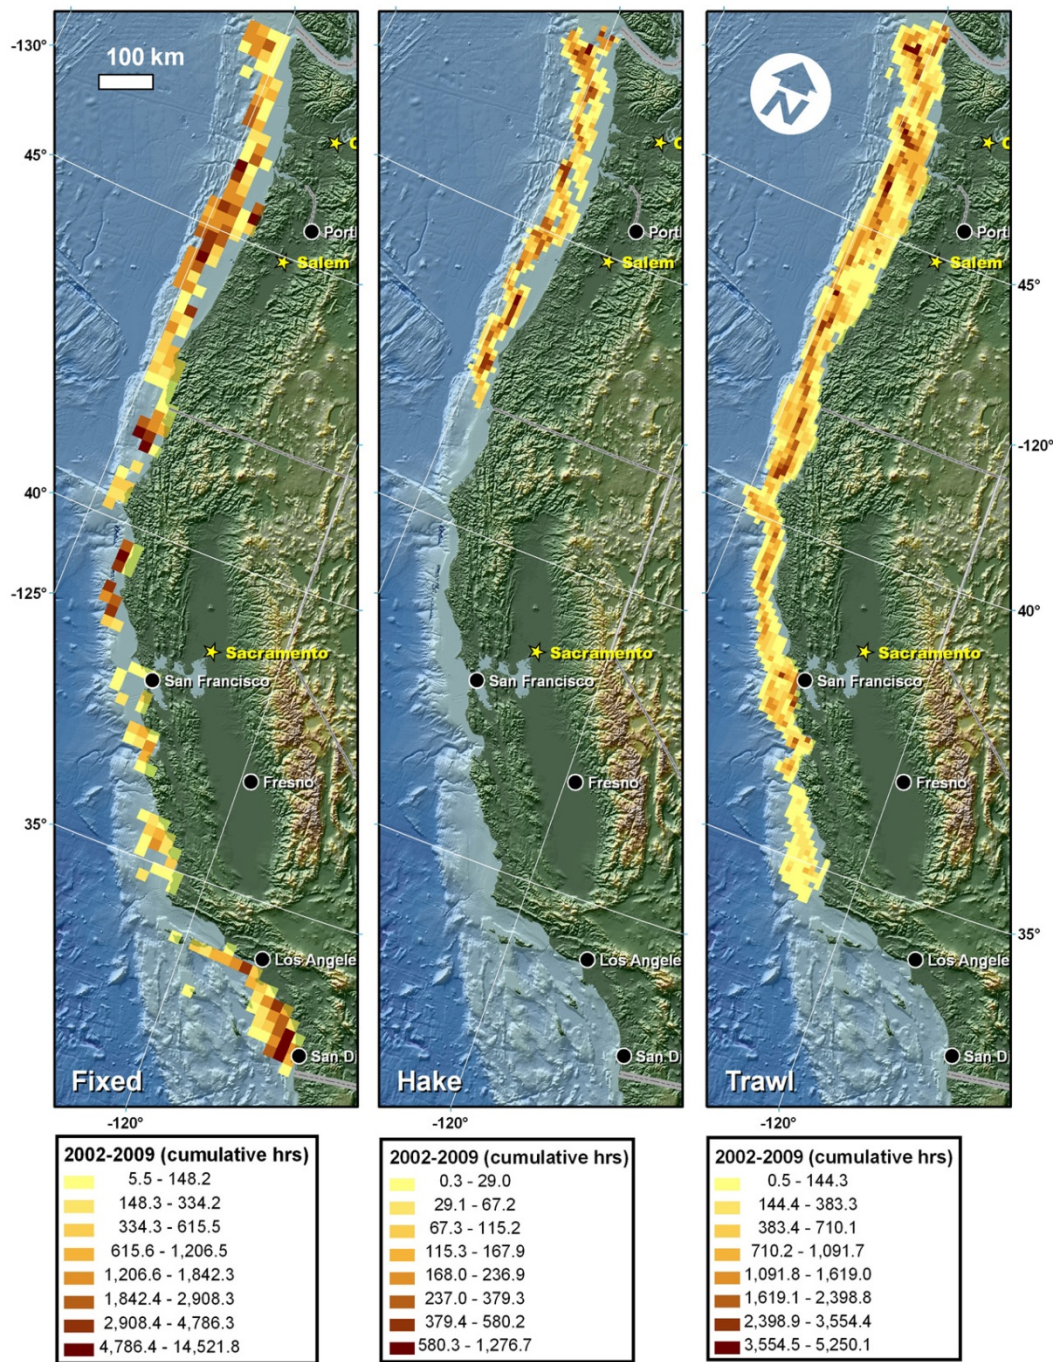 -130°
100 km
45°
40°
-125°
35°
-120°
Portl
Salem
Sacramento
San Francisco
Fresno
Los Angele
San D
Fixed
Portl
Salem
Sacramento
San Francisco
Fresno
Los Angele
San D
Hake
-120°
N
Portl
Salem
45°
-120°
40°
Sacramento
San Francisco
Fresno
35°
Los Angele
San D
Trawl
-120°
2002-2009 (cumulative hrs)
5.5 - 148.2
148.3 - 334.2
334.3 - 615.5
615.6 - 1,206.5
1,206.6 - 1,842.3
1,842.4 - 2,908.3
2,908.4 - 4,786.3
4,786.4 - 14,521.8
2002-2009 (cumulative hrs)
0.3 - 29.0
29.1 - 67.2
67.3 - 115.2
115.3 - 167.9
168.0 - 236.9
237.0 - 379.3
379.4 - 580.2
580.3 - 1,276.7
2002-2009 (cumulative hrs)
0.5 - 144.3
144.4 - 383.3
383.4 - 710.1
710.2 - 1,091.7
1,091.8 - 1,619.0
1,619.1 - 2,398.8
2,398.9 - 3,554.4
3,554.5 - 5,250.1